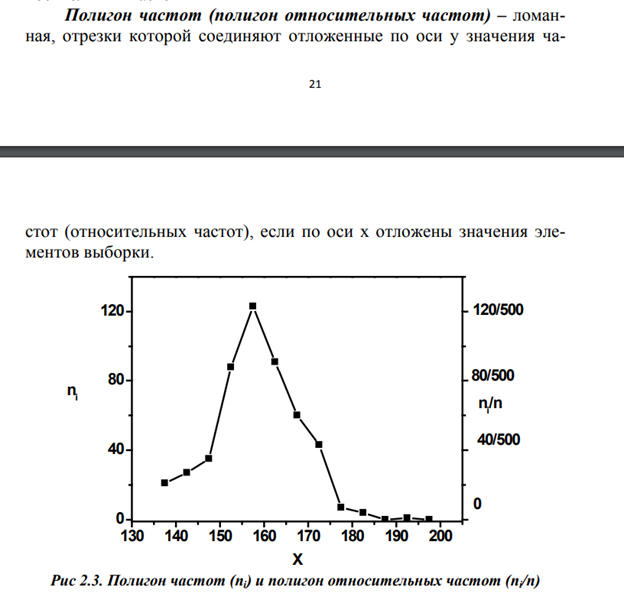 Полигон частот (полигон относительных частот) – ломан-
ная, отрезки которой соединяют отложенные по оси у значения ча-
21
стот (относительных частот), если по оси х отложены значения эле-
ментов выборки.
120
80
40
0
nᵢ
120/500
80/500
nᵢ/n
40/500
0
130 140 150 160 170 180 190 200
X
Рис 2.3. Полигон частот (nᵢ) и полигон относительных частот (nᵢ/n)